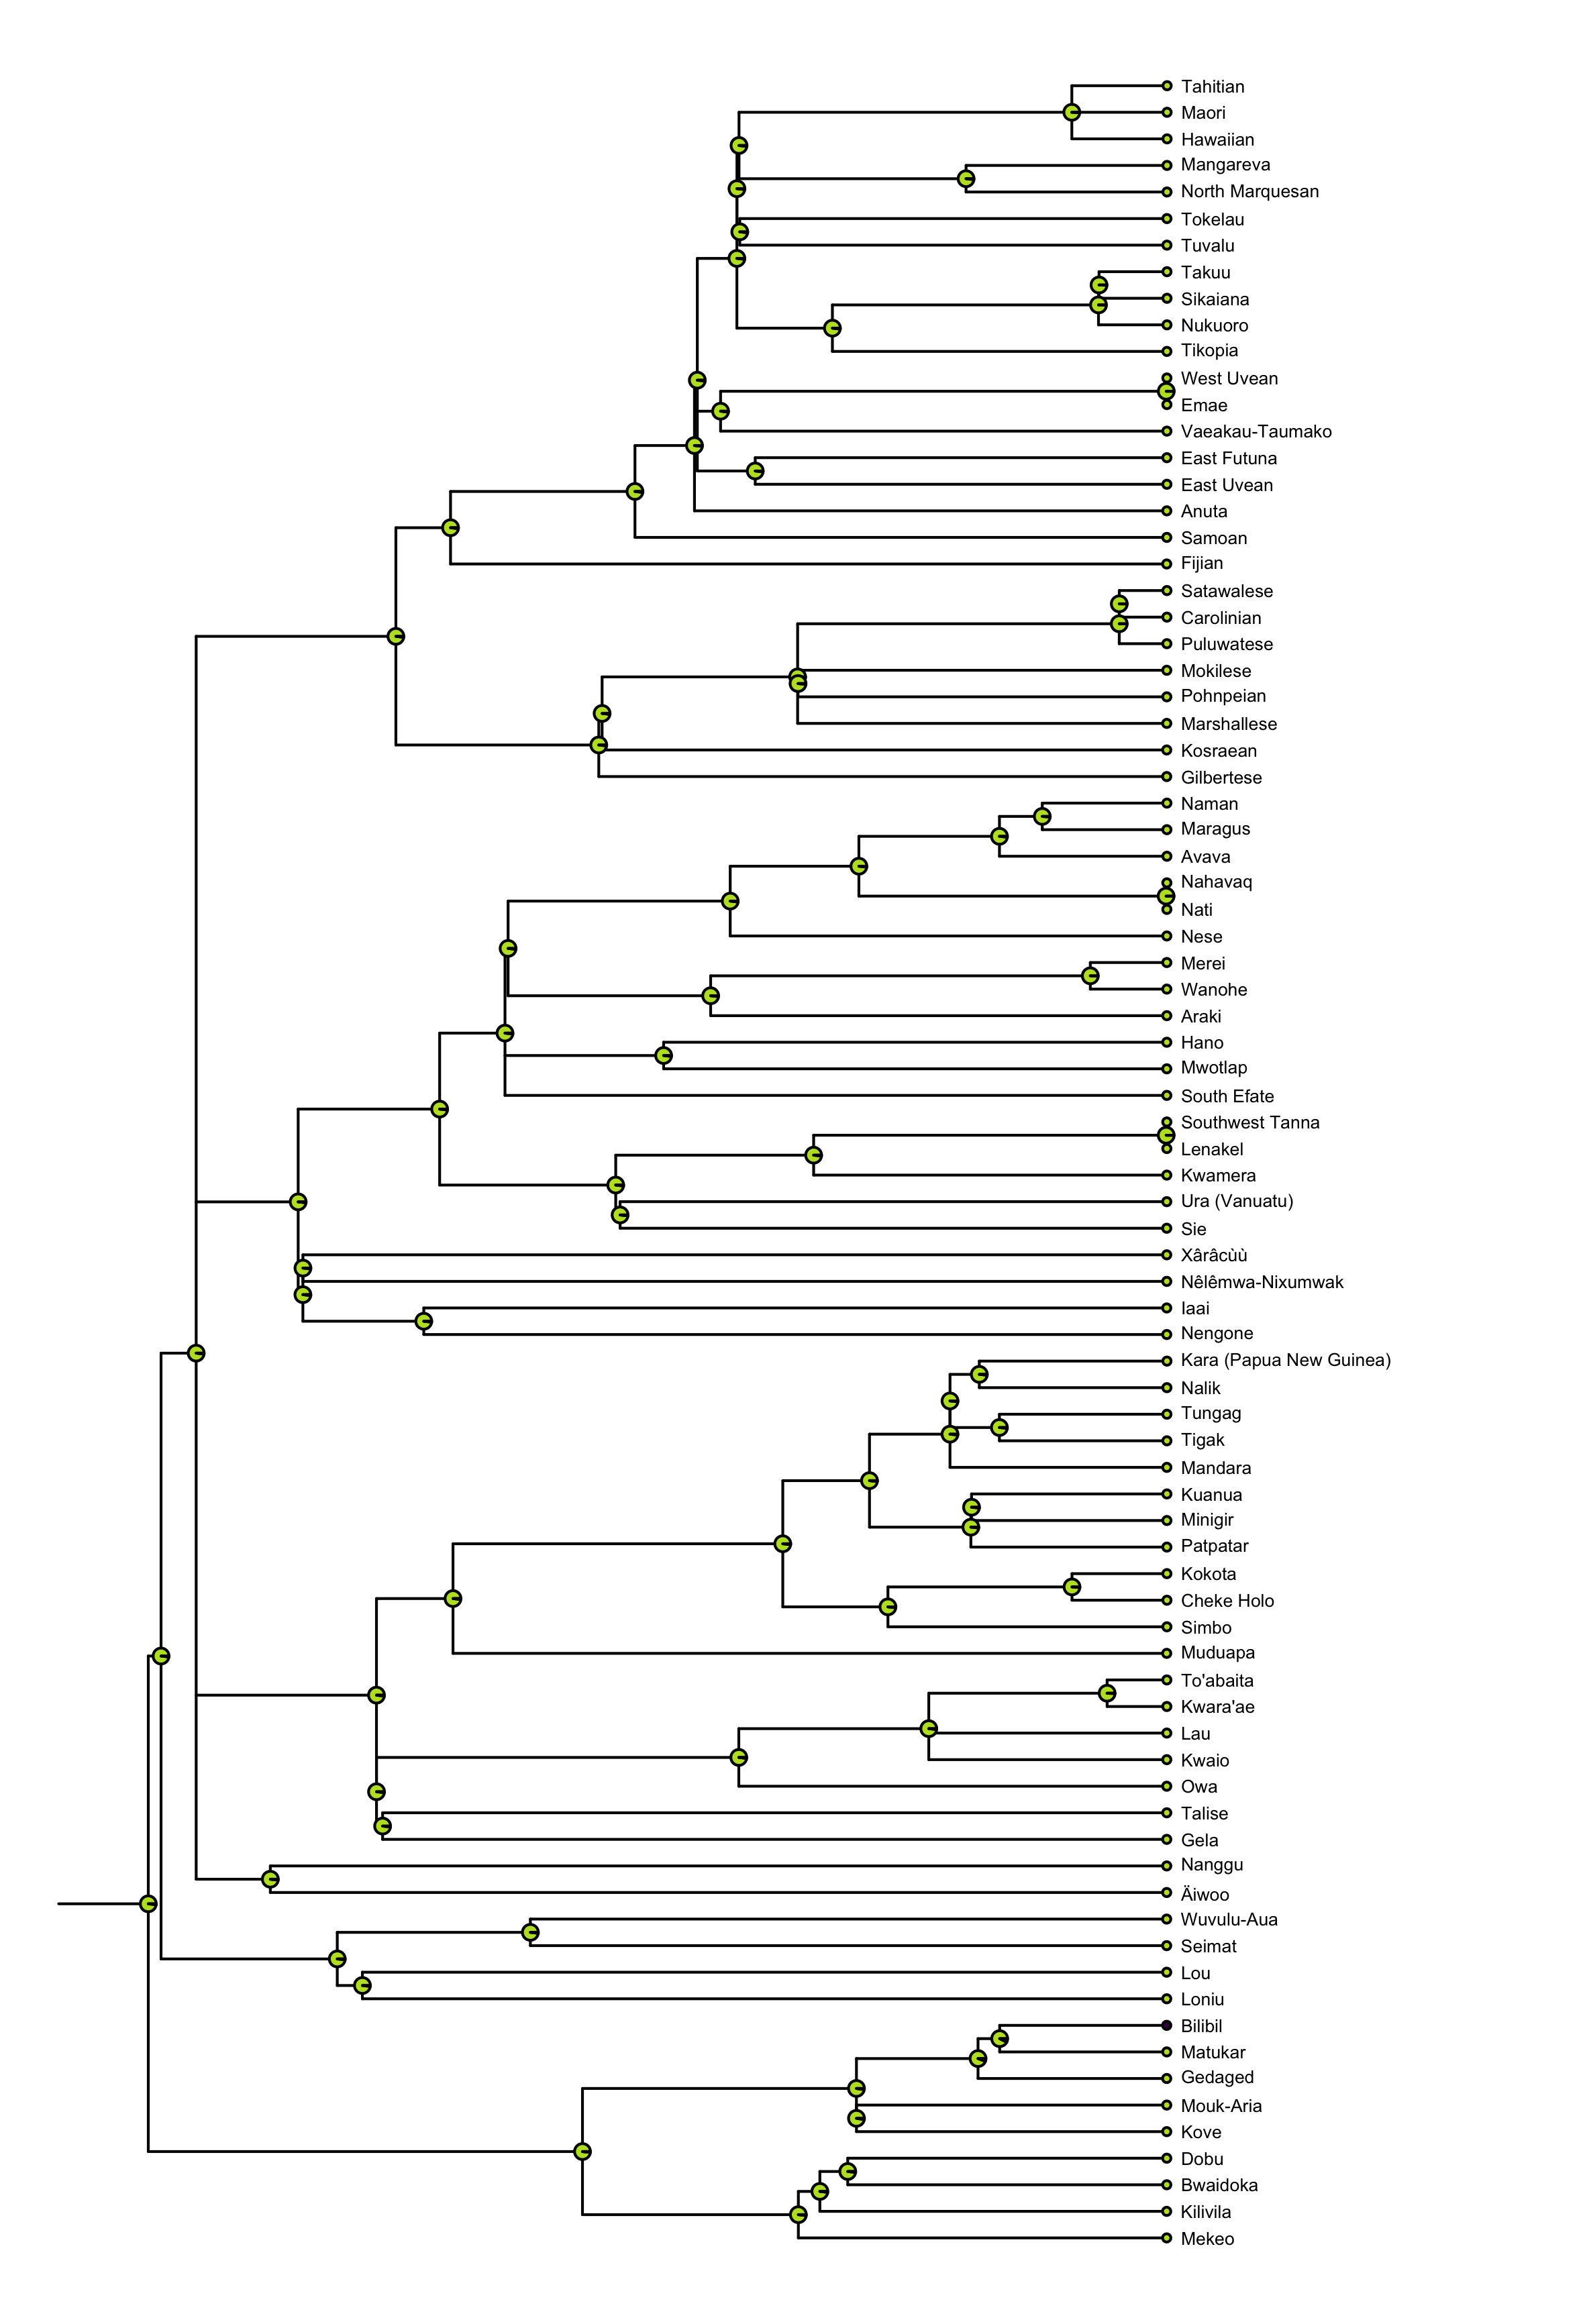 Tahitian
Maori
Hawaiian
Mangareva
North Marquesan
Tokelau
Tuvalu
Takuu
Sikaiana
Nukuoro
Tikopia
West Uvean
Emae
Vaeakau-Taumako
East Futuna
East Uvean
Anuta
Samoan
Fijian
Satawalese
Carolinian
Puluwatese
Mokilese
Pohnpeian
Marshallese
Kosraean
Gilbertese
Naman
Maragus
Avava
Nahavaq
Nati
Nese
Merei
Wanohe
Araki
Hano
Mwotlap
South Efate
Southwest Tanna
Lenakel
Kwamera
Ura (Vanuatu)
Sie
Xârâcùù
Nêlêmwa-Nixumwak
Iaai
Nengone
Kara (Papua New Guinea)
Nalik
Tungag
Tigak
Mandara
Kuanua
Minigir
Patpatar
Kokota
Cheke Holo
Simbo
Muduapa
To'abaita
Kwara'ae
Lau
Kwaio
Owa
Talise
Gela
Nanggu
Äiwoo
Wuvulu-Aua
Seimat
Lou
Loniu
Bilibil
Matukar
Gedaged
Mouk-Aria
Kove
Dobu
Bwaidoka
Kilivila
Mekeo